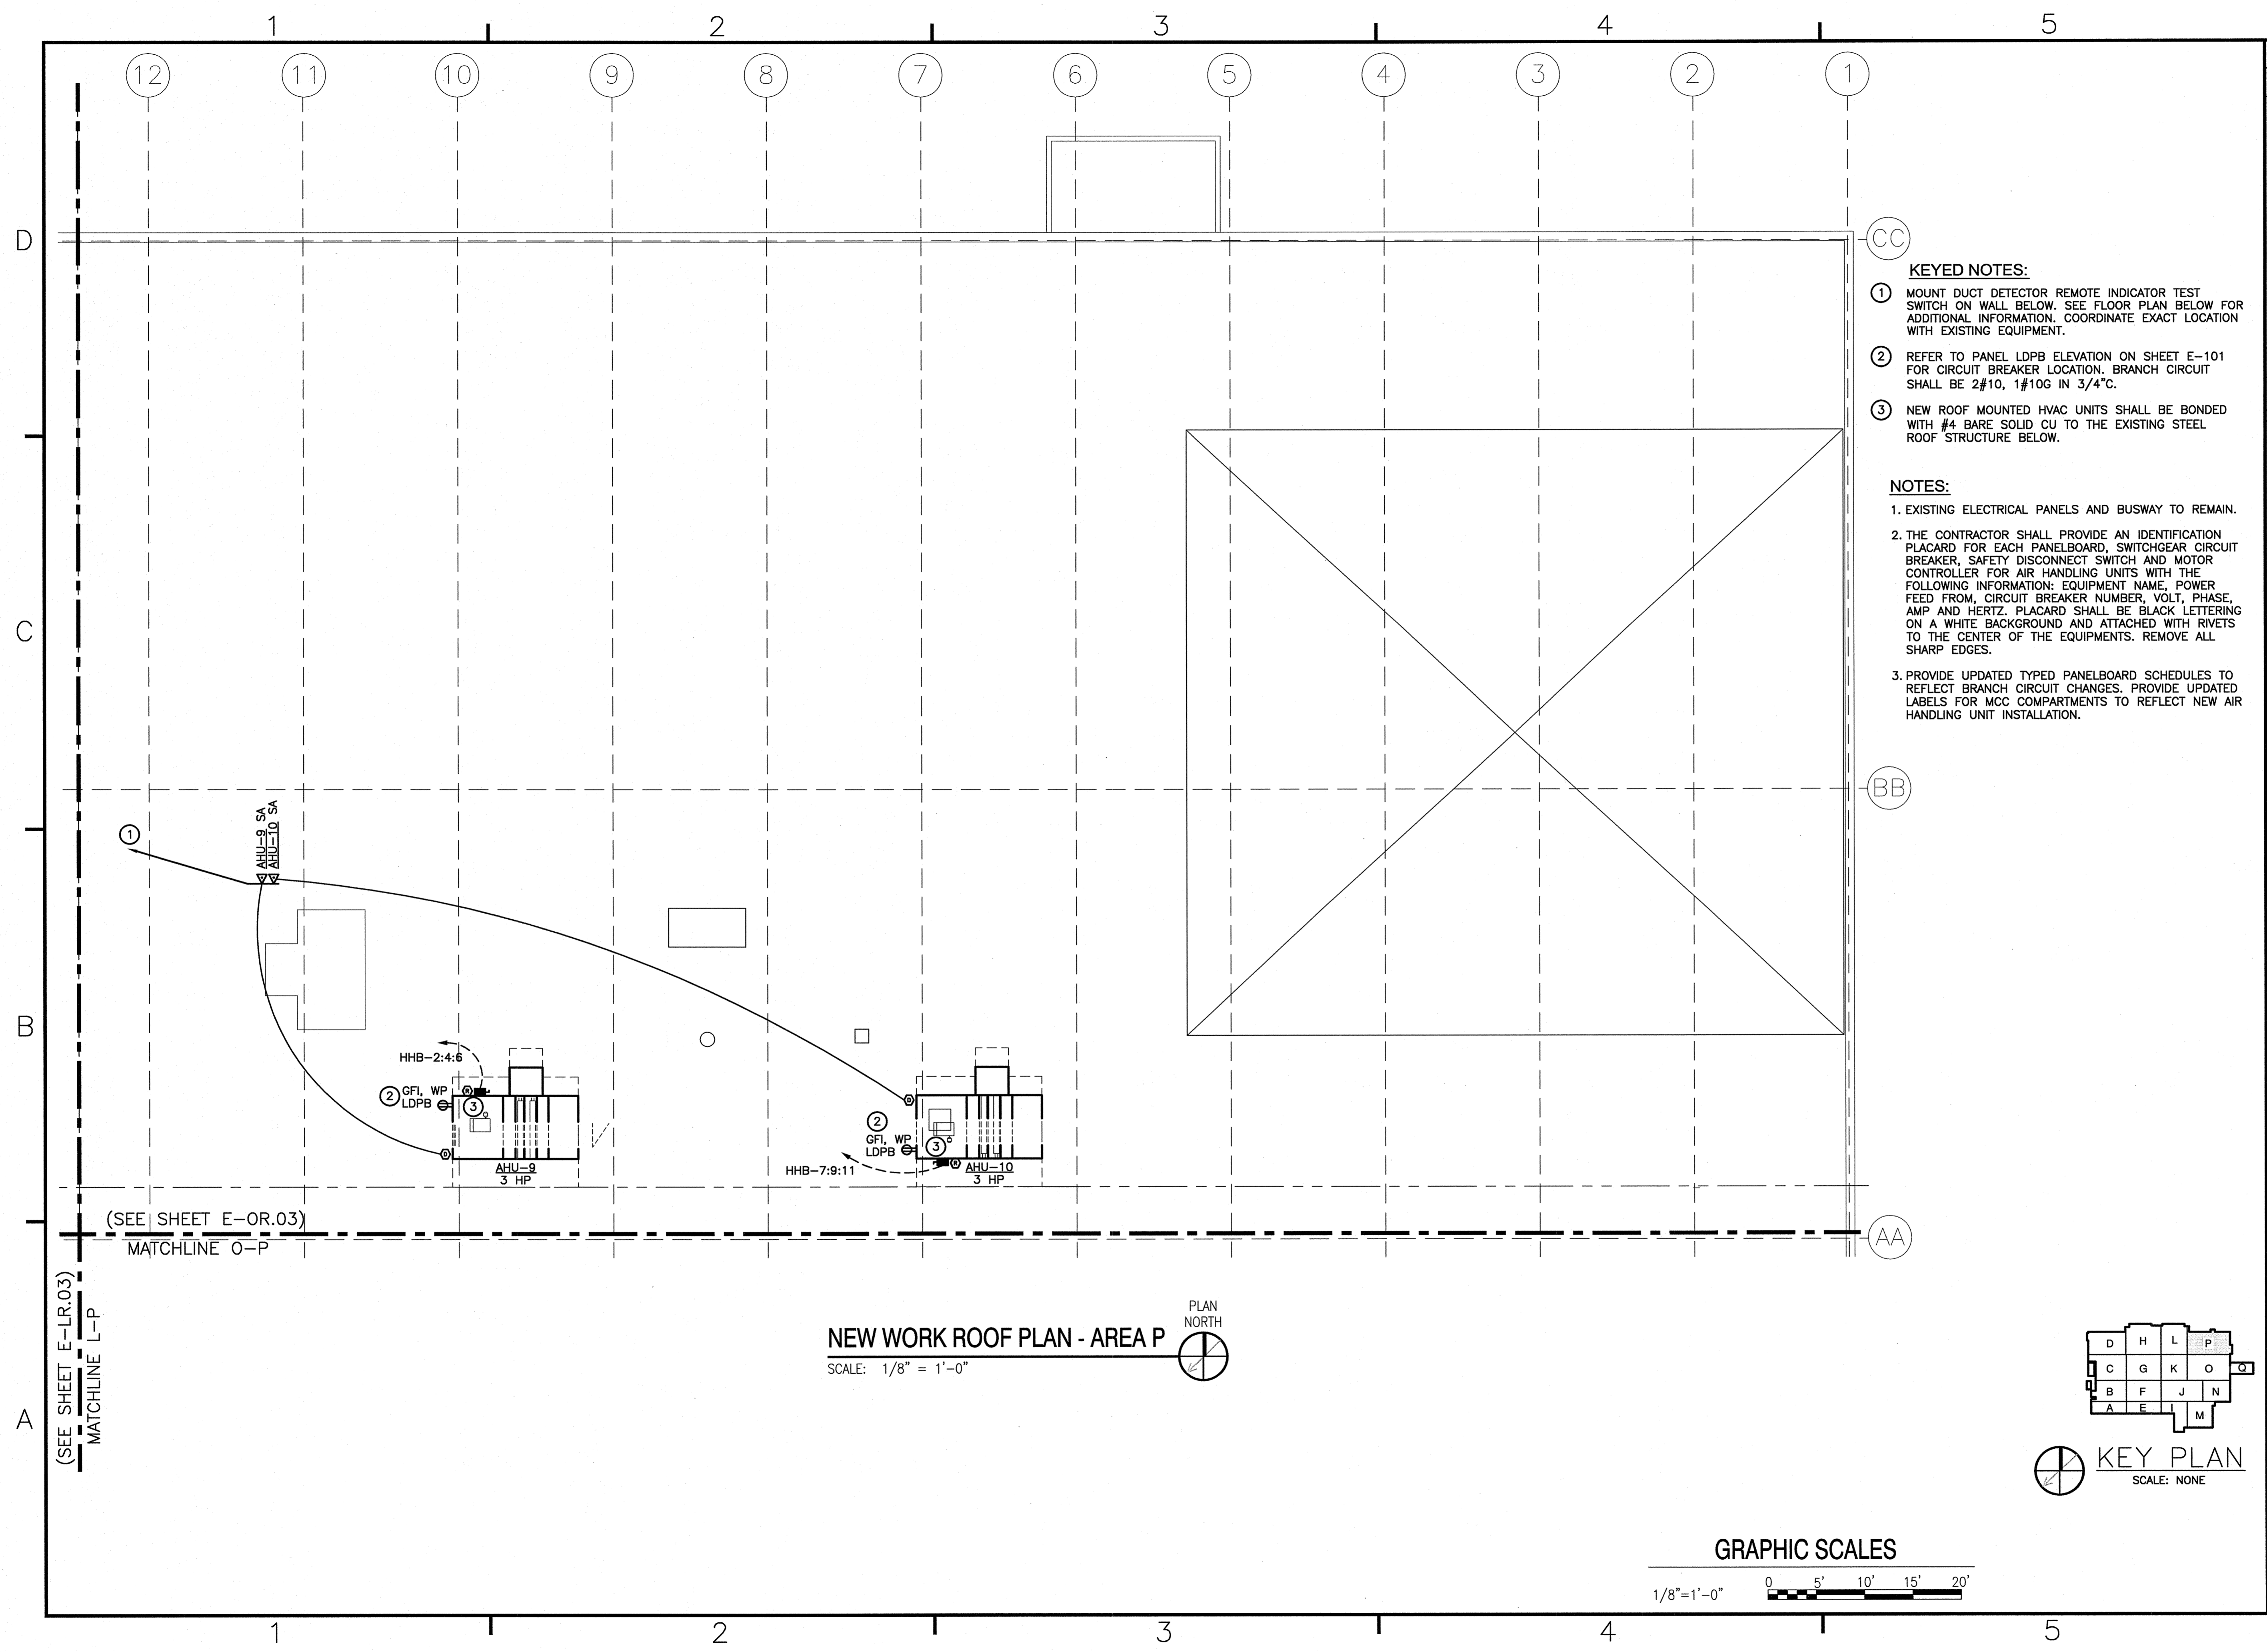 1 2 3 4 5
12 11 10 9 8 7 6 5 4 3 2 1
D
CC
KEYED NOTES:
1 MOUNT DUCT DETECTOR REMOTE INDICATOR TEST
SWITCH ON WALL BELOW. SEE FLOOR PLAN BELOW FOR
ADDITIONAL INFORMATION. COORDINATE EXACT LOCATION
WITH EXISTING EQUIPMENT.
2 REFER TO PANEL LDPB ELEVATION ON SHEET E-101
FOR CIRCUIT BREAKER LOCATION. BRANCH CIRCUIT
SHALL BE 2#10, 1#10G IN 3/4"C.
3 NEW ROOF MOUNTED HVAC UNITS SHALL BE BONDED
WITH #4 BARE SOLID CU TO THE EXISTING STEEL
ROOF STRUCTURE BELOW.
NOTES:
1. EXISTING ELECTRICAL PANELS AND BUSWAY TO REMAIN.
2. THE CONTRACTOR SHALL PROVIDE AN IDENTIFICATION
PLACARD FOR EACH PANELBOARD, SWITCHGEAR CIRCUIT
BREAKER, SAFETY DISCONNECT SWITCH AND MOTOR
CONTROLLER FOR AIR HANDLING UNITS WITH THE
FOLLOWING INFORMATION: EQUIPMENT NAME, POWER
FEED FROM, CIRCUIT BREAKER NUMBER, VOLT, PHASE,
AMP AND HERTZ. PLACARD SHALL BE BLACK LETTERING
ON A WHITE BACKGROUND AND ATTACHED WITH RIVETS
TO THE CENTER OF THE EQUIPMENTS. REMOVE ALL
SHARP EDGES.
3. PROVIDE UPDATED TYPED PANELBOARD SCHEDULES TO
REFLECT BRANCH CIRCUIT CHANGES. PROVIDE UPDATED
LABELS FOR MCC COMPARTMENTS TO REFLECT NEW AIR
HANDLING UNIT INSTALLATION.
C
BB
1
AHU-9 SA
AHU-10 SA
B
HHB-2:4:6
2 GFI, WP
LDPB
3
AHU-9
3 HP
2
GFI, WP
LDPB
3
HHB-7:9:11
AHU-10
3 HP
(SEE SHEET E-OR.03)
MATCHLINE O-P
AA
(SEE SHEET E-LR.03)
MATCHLINE L-P
PLAN
NORTH
NEW WORK ROOF PLAN - AREA P
SCALE: 1/8" = 1'-0"
A
D H L P
C G K O Q
B F J N
A E I M
KEY PLAN
SCALE: NONE
GRAPHIC SCALES
1/8"=1'-0"
0 5' 10' 15' 20'
1 2 3 4 5